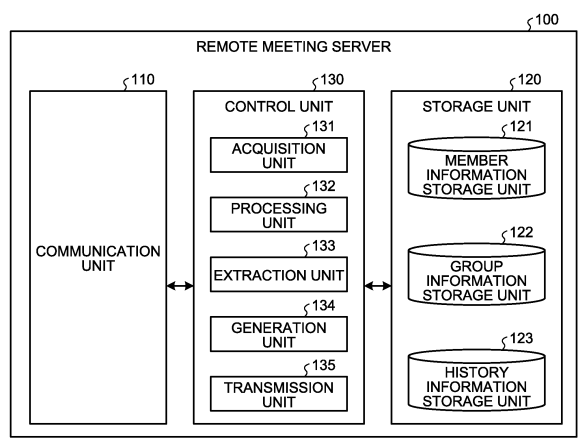 100
REMOTE MEETING SERVER
110
COMMUNICATION
UNIT
130
CONTROL UNIT
131
ACQUISITION
UNIT
132
PROCESSING
UNIT
133
EXTRACTION UNIT
134
GENERATION
UNIT
135
TRANSMISSION
UNIT
120
STORAGE UNIT
121
MEMBER
INFORMATION
STORAGE UNIT
122
GROUP
INFORMATION
STORAGE UNIT
123
HISTORY
INFORMATION
STORAGE UNIT